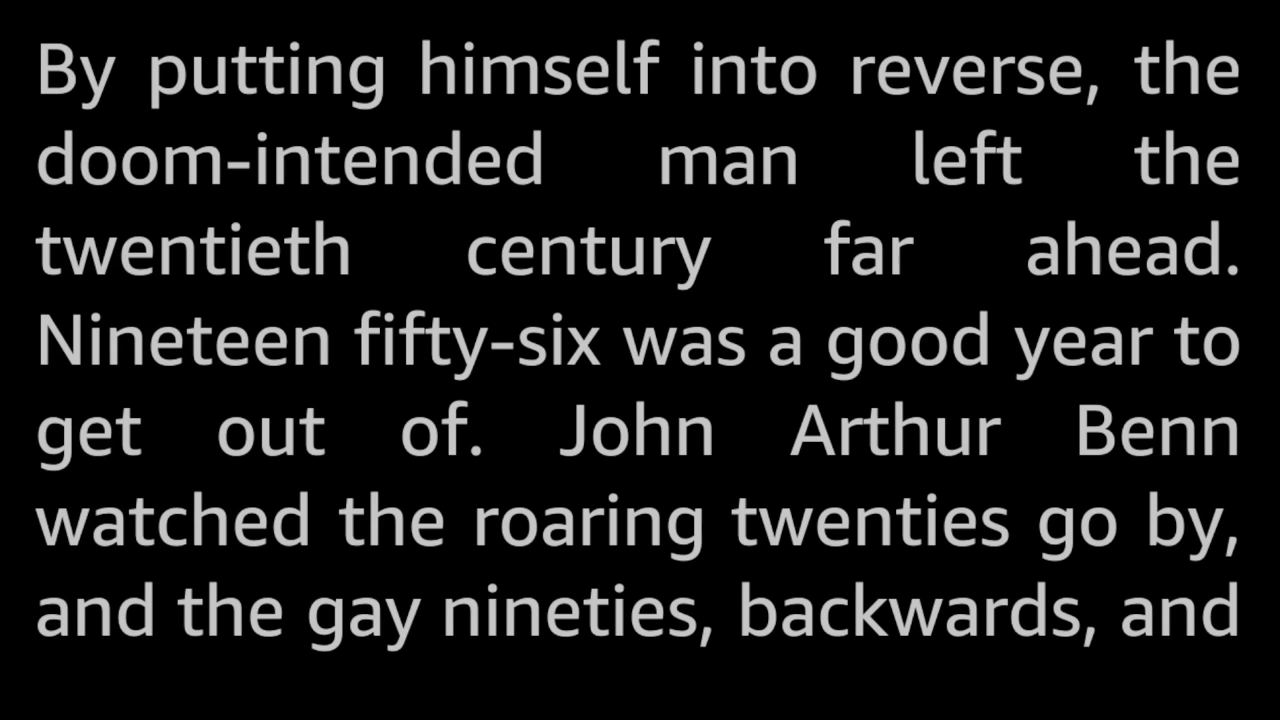 By putting himself into reverse, the
doom-intended man left the
twentieth century far ahead.
Nineteen fifty-six was a good year to
get out of. John Arthur Benn
watched the roaring twenties go by,
and the gay nineties, backwards, and